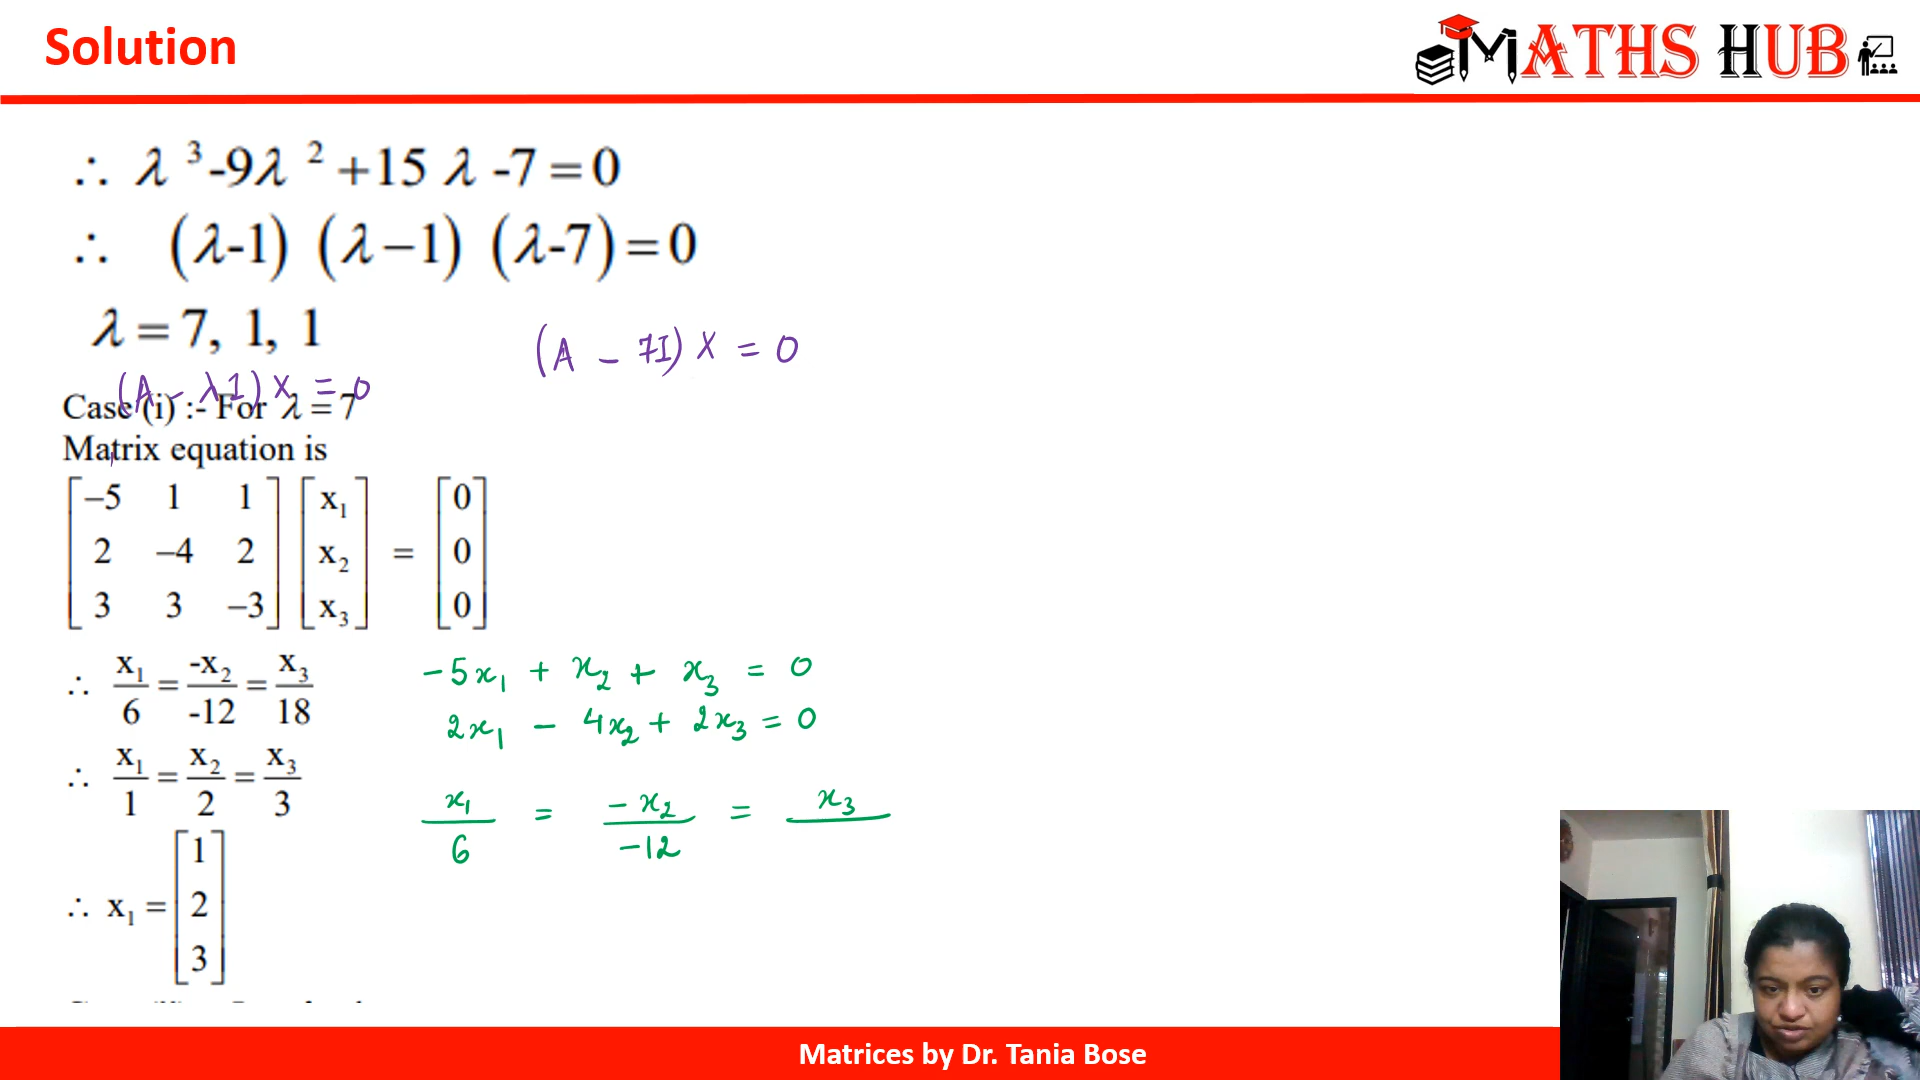 Solution
MATHS HUB
∴ λ³-9λ²+15 λ -7=0
∴ (λ-1) (λ−1) (λ-7)=0
λ = 7, 1, 1
(A - 7I) X = 0
(A - λI) X = 0
Case (i) :- For λ = 7
Matrix equation is
[−5 1 1] [x₁] [0]
[2 −4 2] [x₂] = [0]
[3 3 −3] [x₃] [0]
∴ x₁/6 = -x₂/-12 = x₃/18
-5x₁ + x₂ + x₃ = 0
2x₁ - 4x₂ + 2x₃ = 0
∴ x₁/1 = x₂/2 = x₃/3
x₁/6 = -x₂/-12 = x₃/
∴ x₁ = [1 2 3]
Matrices by Dr. Tania Bose